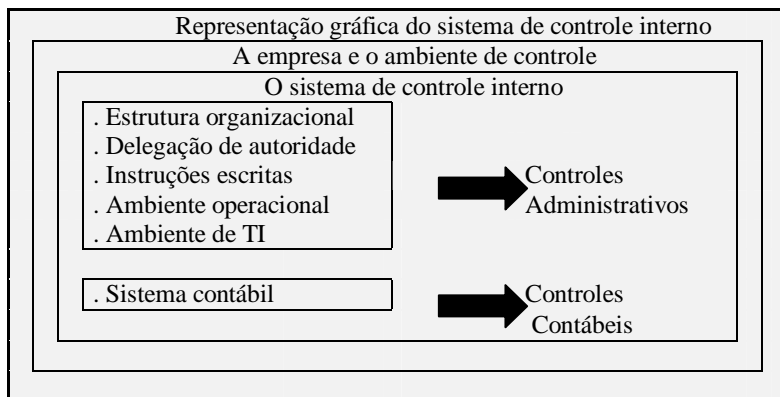 Representação gráfica do sistema de controle interno
A empresa e o ambiente de controle
O sistema de controle interno
. Estrutura organizacional
. Delegação de autoridade
. Instruções escritas
. Ambiente operacional
. Ambiente de TI
Controles
Administrativos
. Sistema contábil
Controles
Contábeis